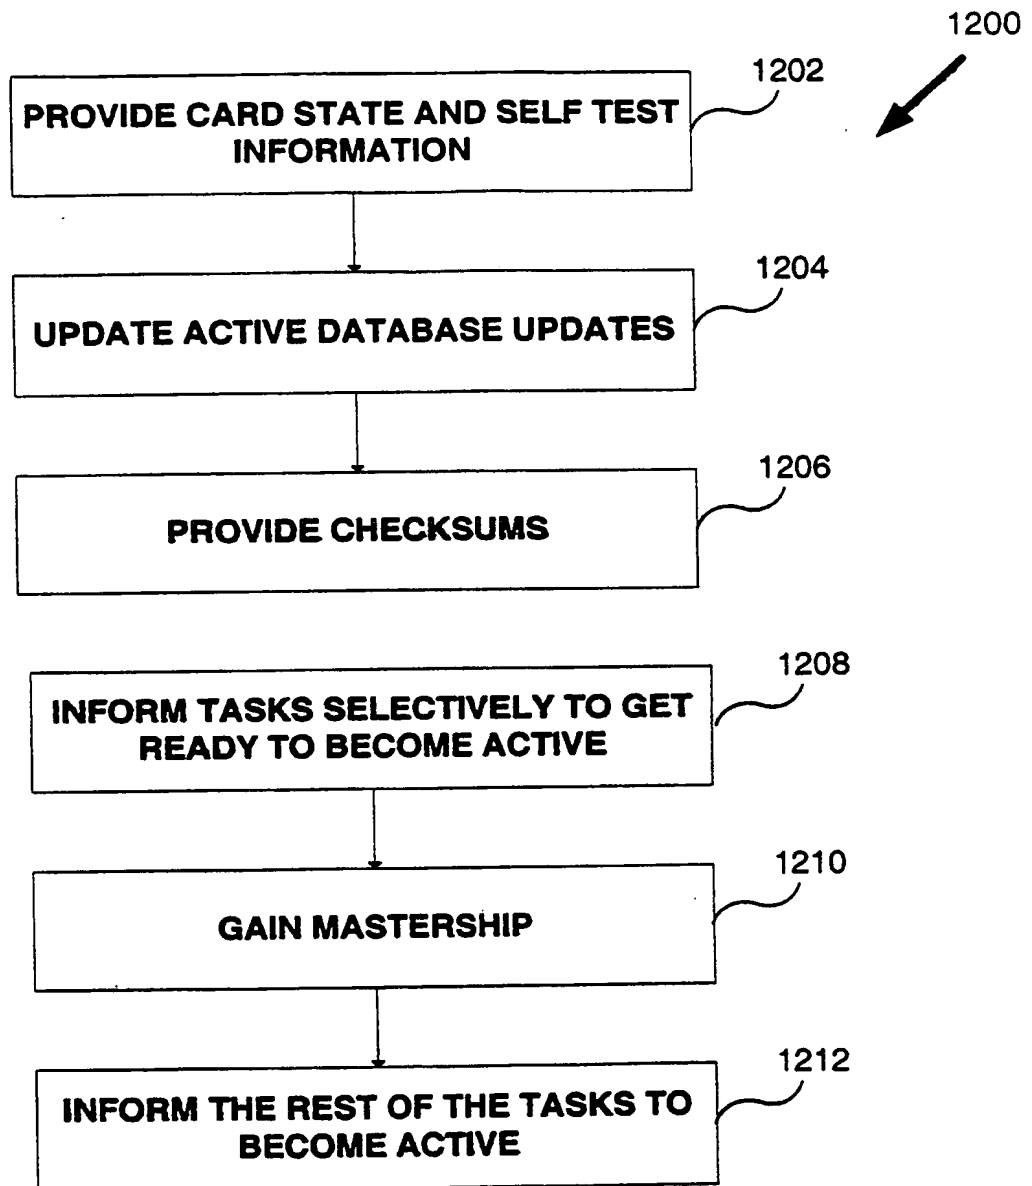 1200
1202
PROVIDE CARD STATE AND SELF TEST
INFORMATION
1204
UPDATE ACTIVE DATABASE UPDATES
1206
PROVIDE CHECKSUMS
1208
INFORM TASKS SELECTIVELY TO GET
READY TO BECOME ACTIVE
1210
GAIN MASTERSHIP
1212
INFORM THE REST OF THE TASKS TO
BECOME ACTIVE